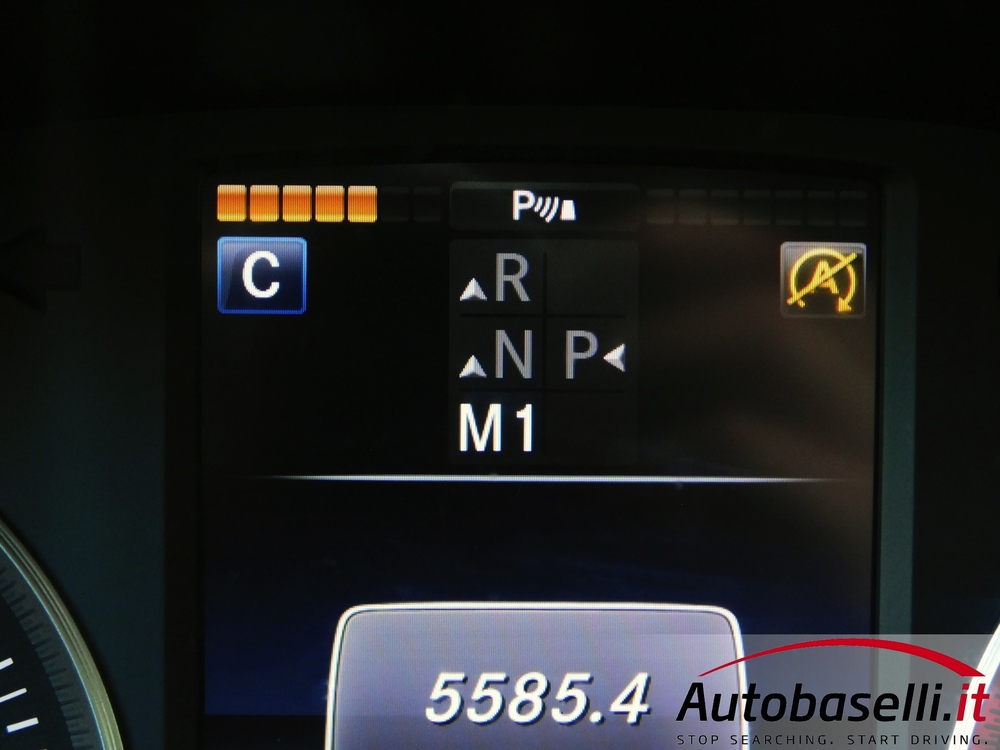 P
C
A
R
N P
M1
5585.4
Autobaselli.it
STOP SEARCHING. START DRIVING.